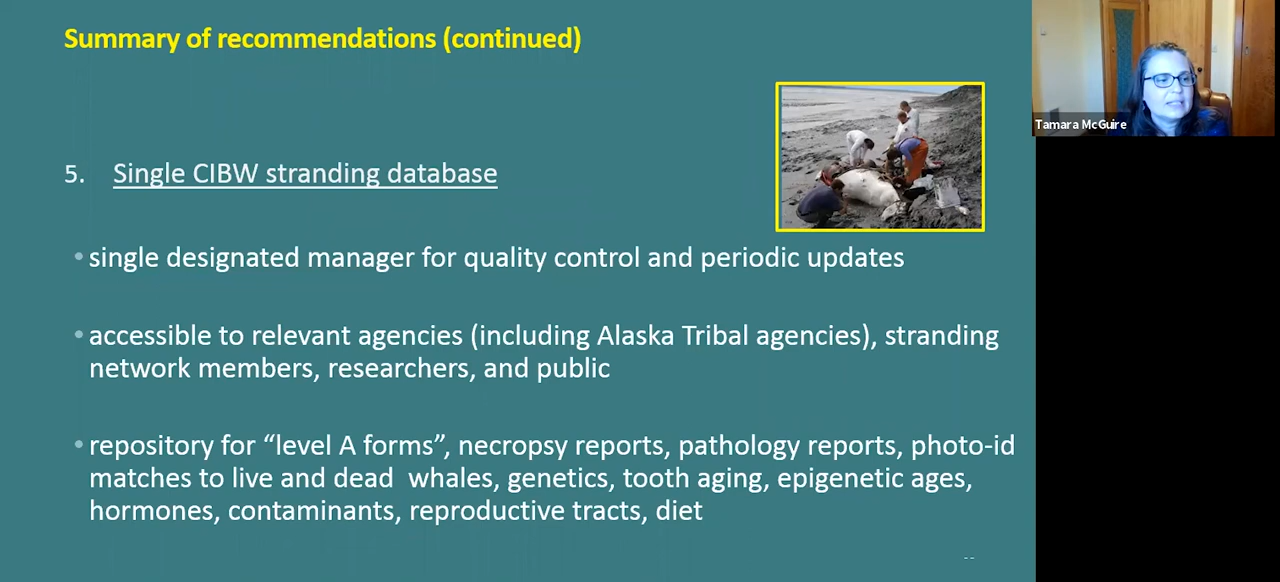 Summary of recommendations (continued)
Tamara McGuire
5. Single CIBW stranding database
• single designated manager for quality control and periodic updates
• accessible to relevant agencies (including Alaska Tribal agencies), stranding
network members, researchers, and public
• repository for “level A forms”, necropsy reports, pathology reports, photo-id
matches to live and dead whales, genetics, tooth aging, epigenetic ages,
hormones, contaminants, reproductive tracts, diet